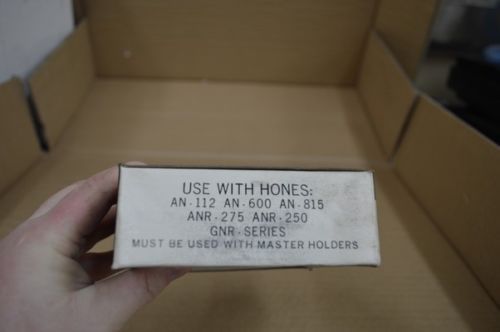 USE WITH HONES:
AN-112 AN-600 AN-815
ANR-275 ANR-250
GNR-SERIES
MUST BE USED WITH MASTER HOLDERS